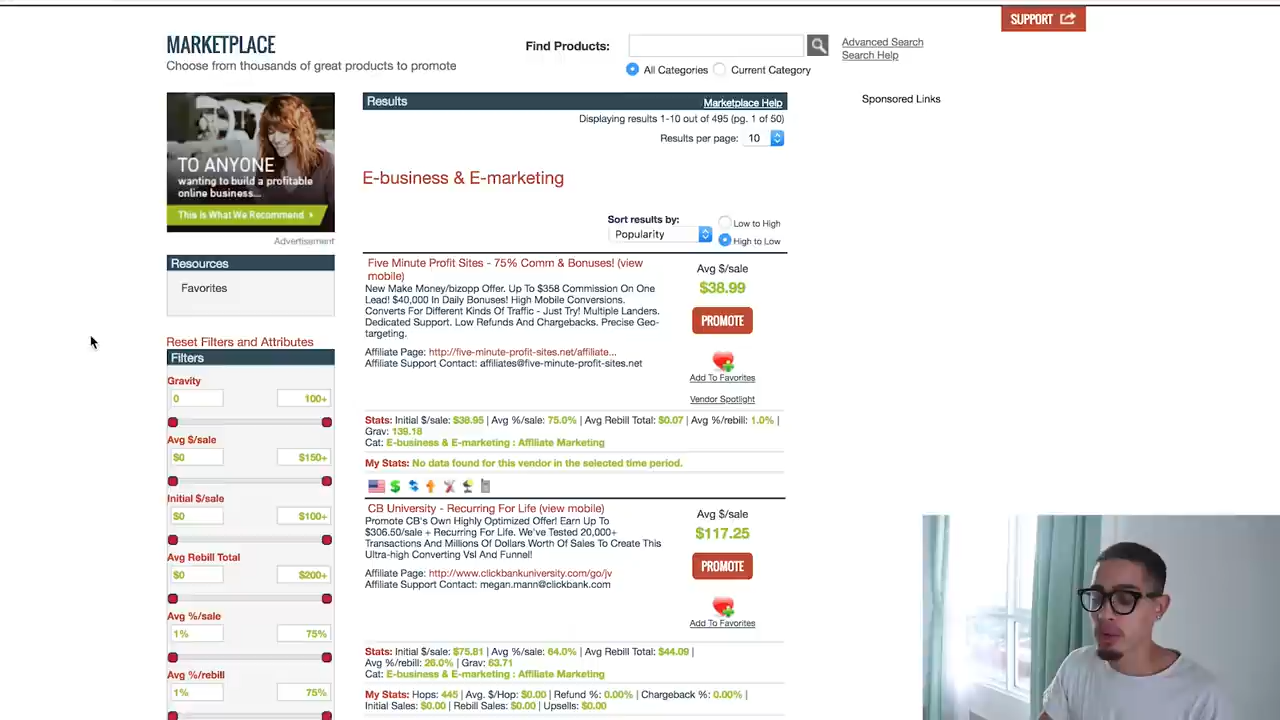 SUPPORT
MARKETPLACE
Choose from thousands of great products to promote
Find Products:
Advanced Search
Search Help
All Categories
Current Category
TO ANYONE
wanting to build a profitable
online business...
This is What We Recommend
Advertisement
Resources
Favorites
Reset Filters and Attributes
Filters
Gravity
0
100+
Avg $/sale
$0
$150+
Initial $/sale
$0
$100+
Avg Rebill Total
$0
$200+
Avg %/sale
1%
75%
Avg %/rebill
1%
75%
Results
Marketplace Help
Displaying results 1-10 out of 495 (pg. 1 of 50)
Results per page: 10
E-business & E-marketing
Sort results by:
Popularity
Low to High
High to Low
Five Minute Profit Sites - 75% Comm & Bonuses! (view
mobile)
New Make Money/bizopp Offer. Up To $358 Commission On One
Lead! $40,000 In Daily Bonuses! High Mobile Conversions.
Converts For Different Kinds Of Traffic - Just Try! Multiple Landers.
Dedicated Support. Low Refunds And Chargebacks. Precise Geo-
targeting.
Affiliate Page: http://five-minute-profit-sites.net/affiliate...
Affiliate Support Contact: affiliates@five-minute-profit-sites.net
Avg $/sale
$38.99
PROMOTE
Add To Favorites
Vendor Spotlight
Stats: Initial $/sale: $38.95 | Avg %/sale: 75.0% | Avg Rebill Total: $0.07 | Avg %/rebill: 1.0% |
Grav: 139.18
Cat: E-business & E-marketing : Affiliate Marketing
My Stats: No data found for this vendor in the selected time period.
CB University - Recurring For Life (view mobile)
Promote CB's Own Highly Optimized Offer! Earn Up To
$306.50/sale + Recurring For Life. We've Tested 20,000+
Transactions And Millions Of Dollars Worth Of Sales To Create This
Ultra-high Converting Vsl And Funnel!
Affiliate Page: http://www.clickbankuniversity.com/go/jv
Affiliate Support Contact: megan.mann@clickbank.com
Avg $/sale
$117.25
PROMOTE
Add To Favorites
Stats: Initial $/sale: $75.81 | Avg %/sale: 64.0% | Avg Rebill Total: $44.09 |
Avg %/rebill: 26.0% | Grav: 63.71
Cat: E-business & E-marketing : Affiliate Marketing
My Stats: Hops: 445 | Avg. $/Hop: $0.00 | Refund %: 0.00% | Chargeback %: 0.00% |
Initial Sales: $0.00 | Rebill Sales: $0.00 | Upsells: $0.00
Sponsored Links